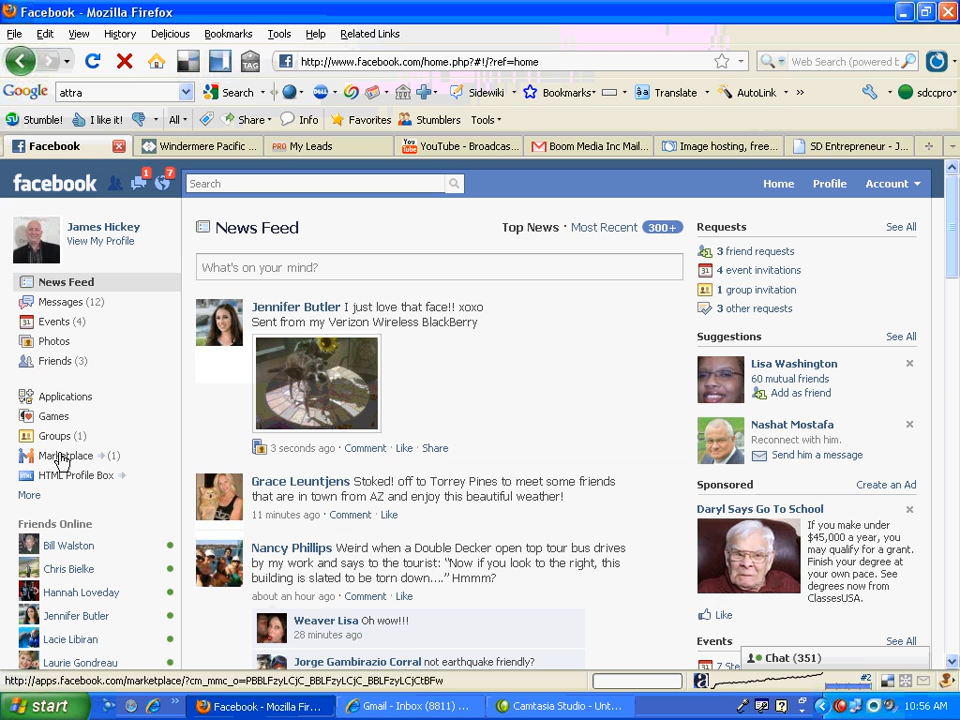 Facebook - Mozilla Firefox
File Edit View History Delicious Bookmarks Tools Help Related Links
TAG http://www.facebook.com/home.php?#!/?ref=home Web Search (powered b
Google attra Search Sidewiki Bookmarks Translate AutoLink » sdccpro
Stumble! I like it! All Share Info Favorites Stumblers Tools
Facebook Windermere Pacific ... PRO My Leads YouTube - Broadcas... Boom Media Inc Mail... Image hosting, free... SD Entrepreneur - J...
facebook 1 7 Search Home Profile Account
James Hickey
View My Profile
News Feed
Messages (12)
Events (4)
Photos
Friends (3)
Applications
Games
Groups (1)
Marketplace (1)
HTML Profile Box
More
Friends Online
Bill Walston
Chris Bielke
Hannah Loveday
Jennifer Butler
Lacie Libiran
Laurie Gondreau
News Feed Top News · Most Recent 300+
What's on your mind?
Jennifer Butler I just love that face!! xoxo
Sent from my Verizon Wireless BlackBerry
3 seconds ago · Comment · Like · Share
Grace Leuntjens Stoked! off to Torrey Pines to meet some friends
that are in town from AZ and enjoy this beautiful weather!
11 minutes ago · Comment · Like
Nancy Phillips Weird when a Double Decker open top tour bus drives
by my work and says to the tourist: “Now if you look to the right, this
building is slated to be torn down....” Hmmm?
about an hour ago · Comment · Like
Weaver Lisa Oh wow!!!
28 minutes ago
Jorge Gambirazio Corral not earthquake friendly?
Requests See All
3 friend requests
31 4 event invitations
1 group invitation
3 other requests
Suggestions See All
Lisa Washington
60 mutual friends
Add as friend
Nashat Mostafa
Reconnect with him.
Send him a message
Sponsored Create an Ad
Daryl Says Go To School
If you make under
$45,000 a year, you
may qualify for a grant.
Finish your degree at
your own pace. See
degrees now from
ClassesUSA.
Like
Events See All
Chat (351)
http://apps.facebook.com/marketplace/?cm_mmc_o=PBBLFzyLCjC_BBLFzyLCjC_BBLFzyLCjCtBFw #2
start Facebook - Mozilla Fir... Gmail - Inbox (8811) ... Camtasia Studio - Unt... 10:56 AM